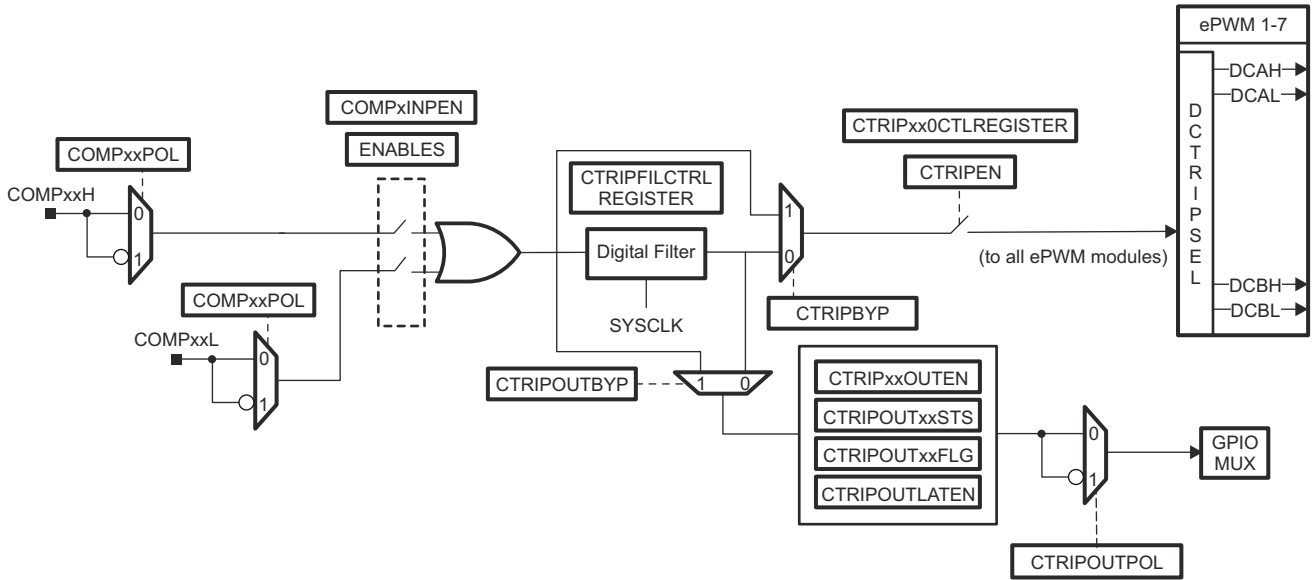 ePWM 1-7
DCAH
DCAL
DCTRIPSEL
DCBH
DCBL
COMPxINPEN
ENABLES
COMPxxPOL
COMPxxH
0
1
COMPxxPOL
COMPxxL
0
1
CTRIPFILCTRL
REGISTER
Digital Filter
SYSCLK
1
0
CTRIPBYP
CTRIPxx0CTLREGISTER
CTRIPEN
(to all ePWM modules)
CTRIPOUTBYP
1 0
CTRIPxxOUTEN
CTRIPOUTxxSTS
CTRIPOUTxxFLG
CTRIPOUTLATEN
0
1
CTRIPOUTPOL
GPIO
MUX